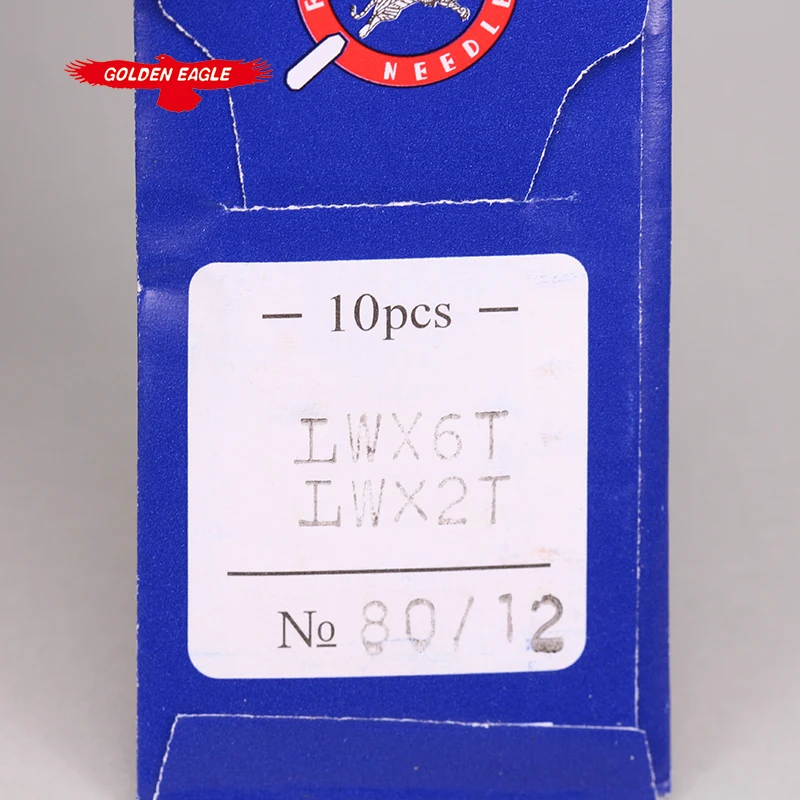 NEEDLE
GOLDEN EAGLE
— 10pcs —
LWX6T
LWX2T
№ 80/12